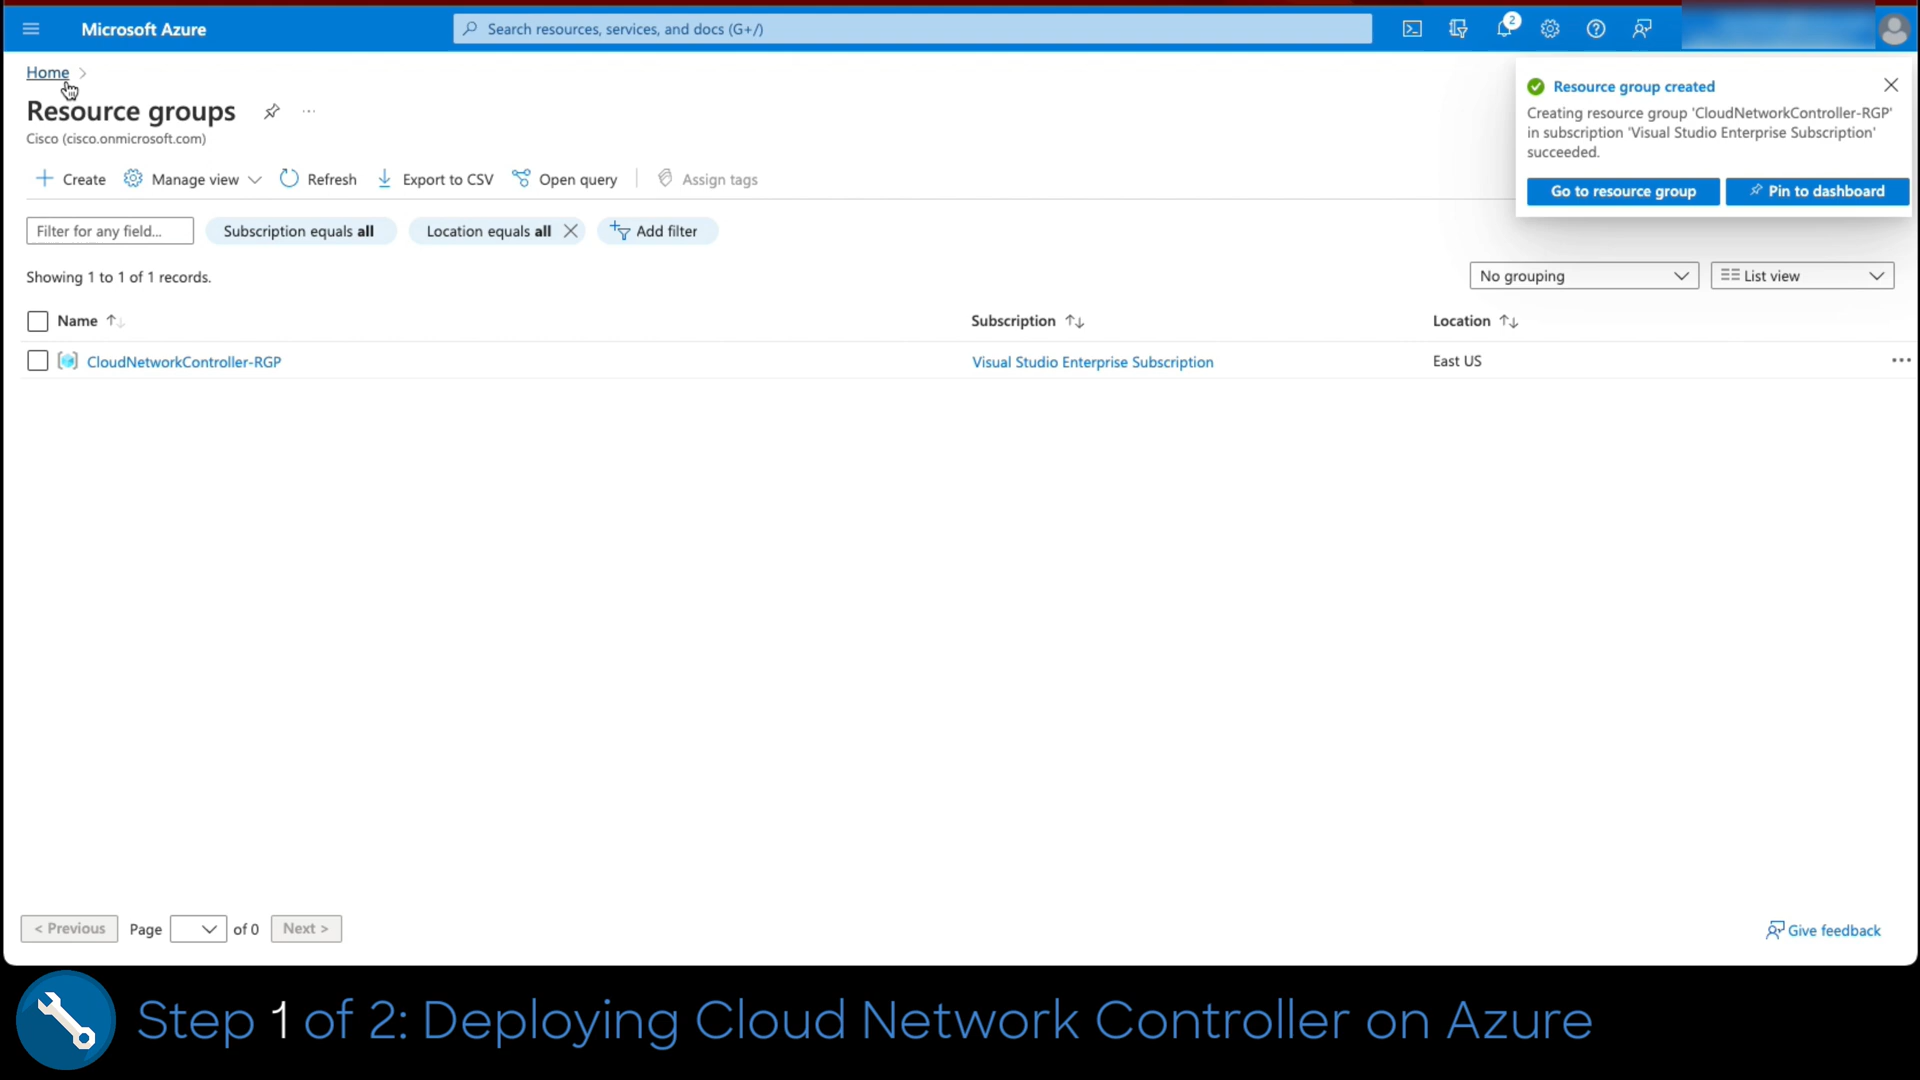 Microsoft Azure
Search resources, services, and docs (G+/)
2
Home
Resource groups
Cisco (cisco.onmicrosoft.com)
Resource group created
Creating resource group 'CloudNetworkController-RGP'
in subscription 'Visual Studio Enterprise Subscription'
succeeded.
Go to resource group
Pin to dashboard
Create
Manage view
Refresh
Export to CSV
Open query
Assign tags
Filter for any field...
Subscription equals all
Location equals all
Add filter
Showing 1 to 1 of 1 records.
No grouping
List view
Name
Subscription
Location
CloudNetworkController-RGP
Visual Studio Enterprise Subscription
East US
< Previous
Page
of 0
Next >
Give feedback
Step 1 of 2: Deploying Cloud Network Controller on Azure